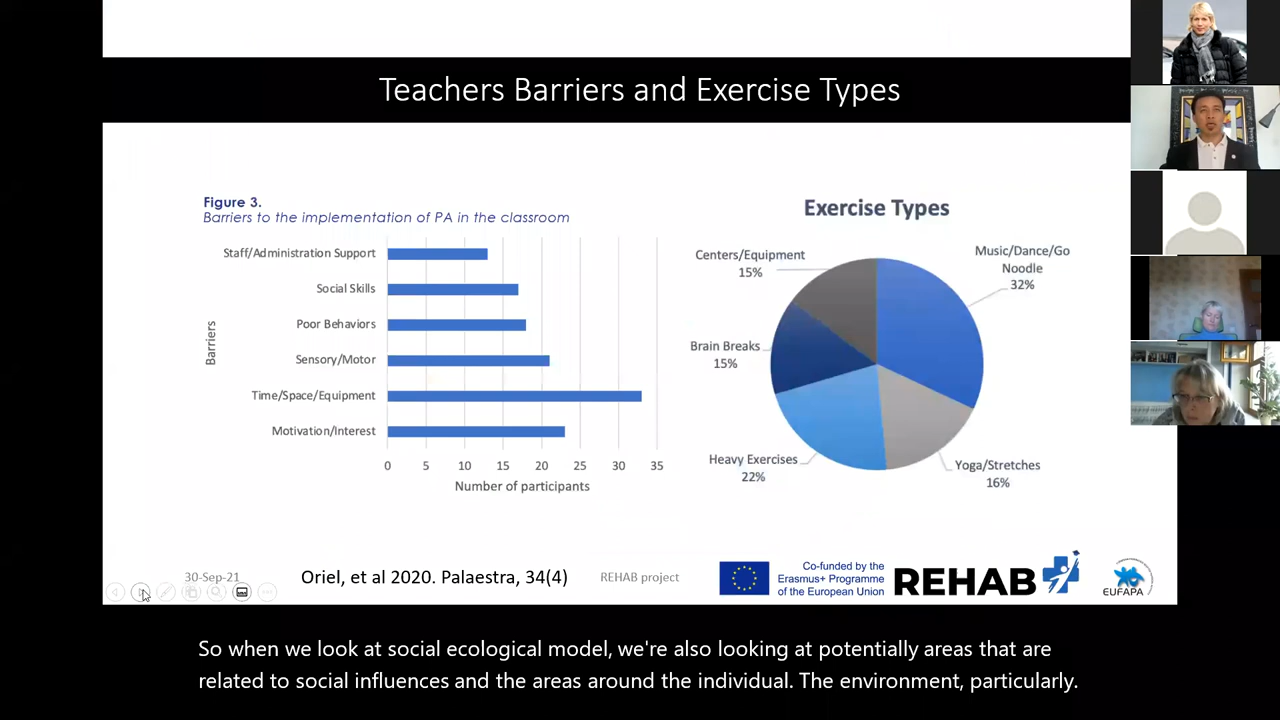 Teachers Barriers and Exercise Types
Figure 3.
Barriers to the implementation of PA in the classroom
Staff/Administration Support
Social Skills
Poor Behaviors
Sensory/Motor
Time/Space/Equipment
Motivation/Interest
Barriers
0 5 10 15 20 25 30 35
Number of participants
Exercise Types
Centers/Equipment
15%
Music/Dance/Go
Noodle
32%
Brain Breaks
15%
Heavy Exercises
22%
Yoga/Stretches
16%
30-Sep-21
Oriel, et al 2020. Palaestra, 34(4)
REHAB project
Co-funded by the
Erasmus+ Programme
of the European Union
REHAB
EUFAPA
So when we look at social ecological model, we're also looking at potentially areas that are
related to social influences and the areas around the individual. The environment, particularly.